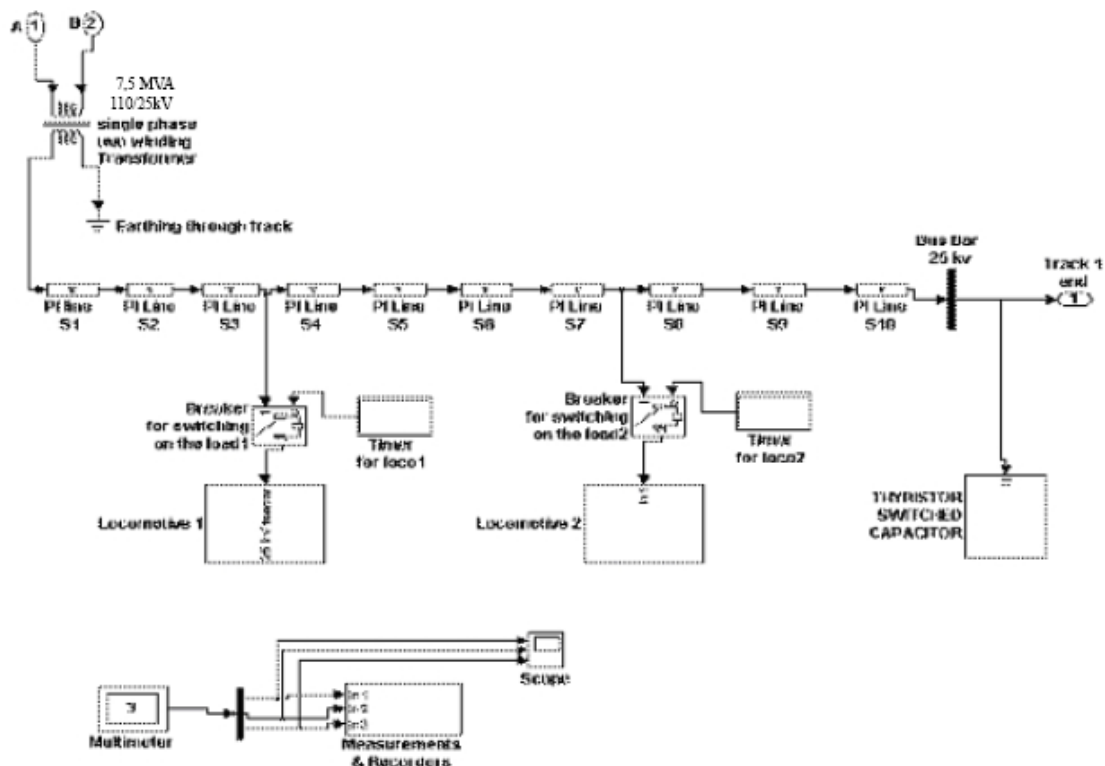 A 1
B 2
7,5 MVA
110/25kV
single phase
winding
Transformer
Earthing through track
Bus Bar
25 kv
Track 1
end
1
PI line
S1
PI Line
S2
PI Line
S3
PI Line
S4
PI Line
S5
PI Line
S6
PI Line
S7
PI Line
S8
PI Line
S9
PI Line
S10
Breaker
for switching
on the load1
Timer
for loco1
Breaker
for switching
on the load2
Timer
for loco2
Locomotive 1
Locomotive 2
In1
THYRISTOR
SWITCHED
CAPACITOR
Scope
3
Multimeter
In1
In2
In3
Measurements
& Recorders